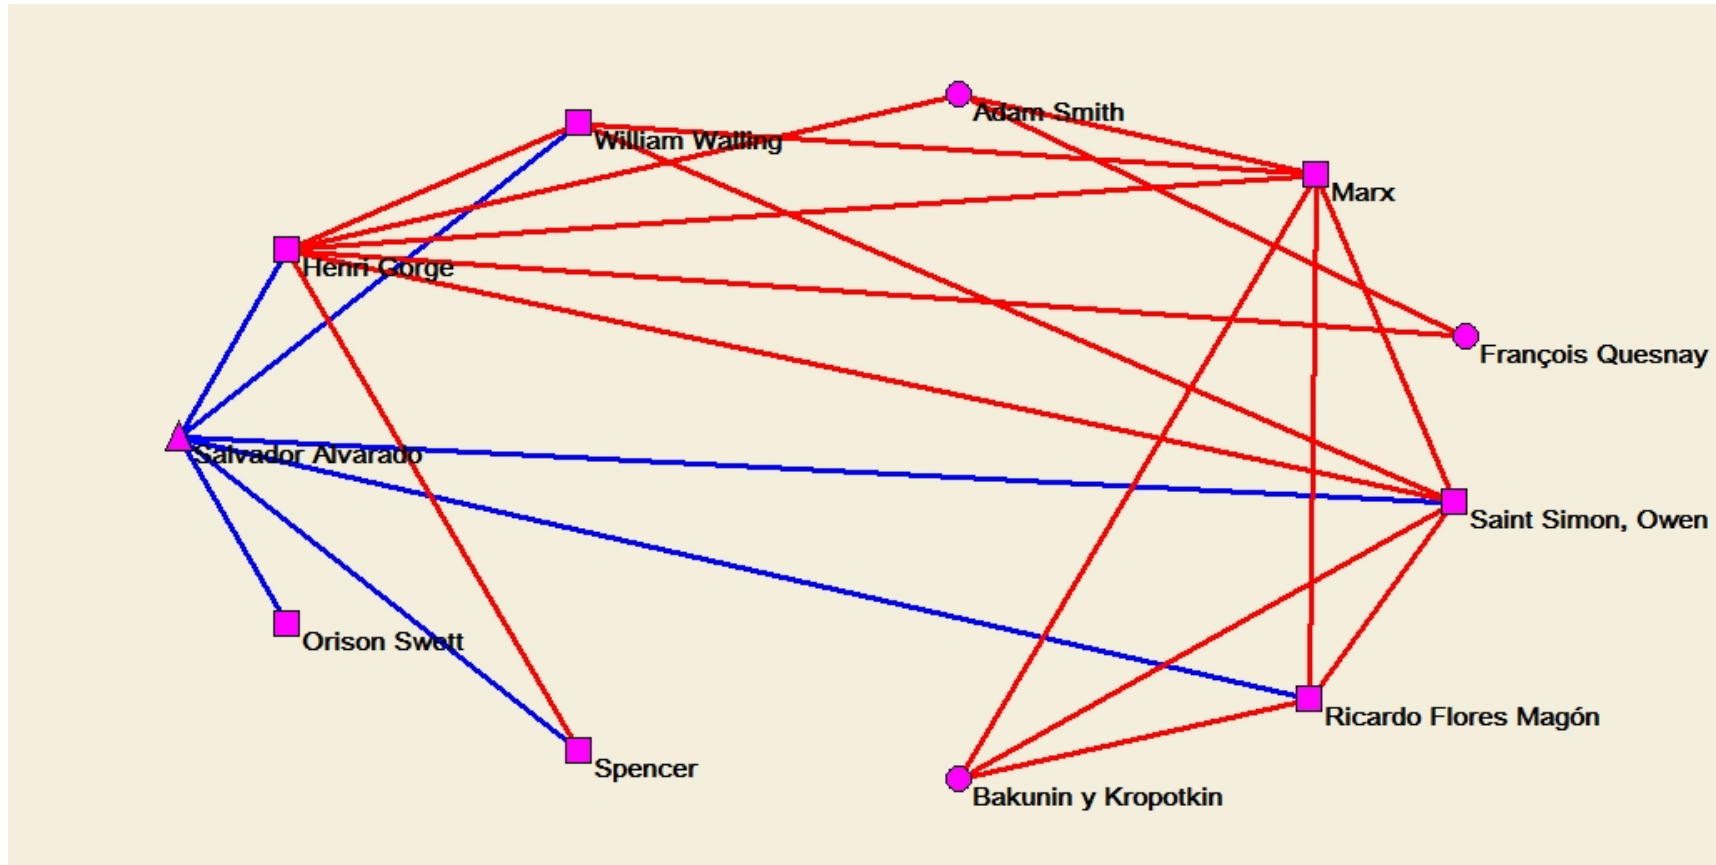 Adam Smith
William Walling
Marx
Henri Gorge
François Quesnay
Salvador Alvarado
Saint Simon, Owen
Orison Swett
Ricardo Flores Magón
Spencer
Bakunin y Kropotkin